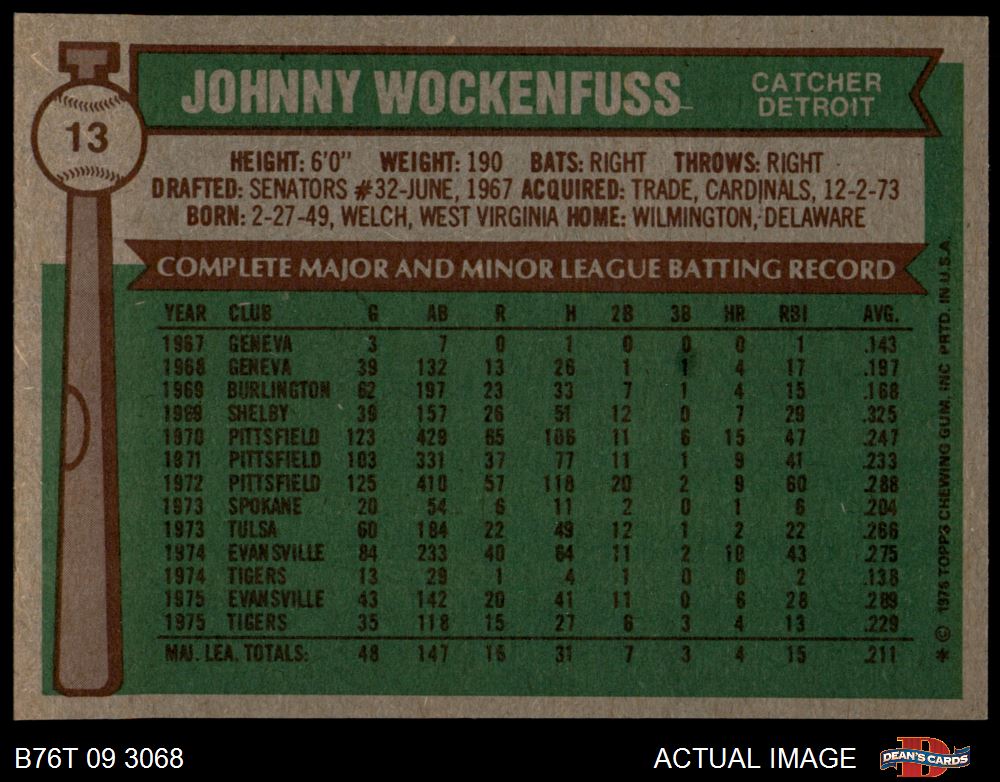 13
JOHNNY WOCKENFUSS
CATCHER
DETROIT
HEIGHT: 6'0" WEIGHT: 190 BATS: RIGHT THROWS: RIGHT
DRAFTED: SENATORS #32-JUNE, 1967 ACQUIRED: TRADE, CARDINALS, 12-2-73
BORN: 2-27-49, WELCH, WEST VIRGINIA HOME: WILMINGTON, DELAWARE
COMPLETE MAJOR AND MINOR LEAGUE BATTING RECORD
YEAR CLUB G AB R H 2B 3B HR RBI AVG.
1967 GENEVA 3 7 0 1 0 0 0 1 .143
1968 GENEVA 39 132 13 26 1 1 4 17 .197
1969 BURLINGTON 62 197 23 33 7 1 4 15 .168
1969 SHELBY 39 157 26 51 12 0 7 29 .325
1970 PITTSFIELD 123 429 65 106 11 6 15 47 .247
1971 PITTSFIELD 103 331 37 77 11 1 9 41 .233
1972 PITTSFIELD 125 410 57 118 20 2 9 60 .288
1973 SPOKANE 20 54 6 11 2 0 1 6 .204
1973 TULSA 60 184 22 49 12 1 2 22 .266
1974 EVANSVILLE 84 233 40 64 11 2 10 43 .275
1974 TIGERS 13 29 1 4 1 0 0 2 .138
1975 EVANSVILLE 43 142 20 41 11 0 6 28 .289
1975 TIGERS 35 118 15 27 6 3 4 13 .229
MAJ. LEA. TOTALS: 48 147 16 31 7 3 4 15 .211
* © 1976 TOPPS CHEWING GUM, INC PRTD. IN U.S.A.
B76T 09 3068
ACTUAL IMAGE
DEAN'S CARDS